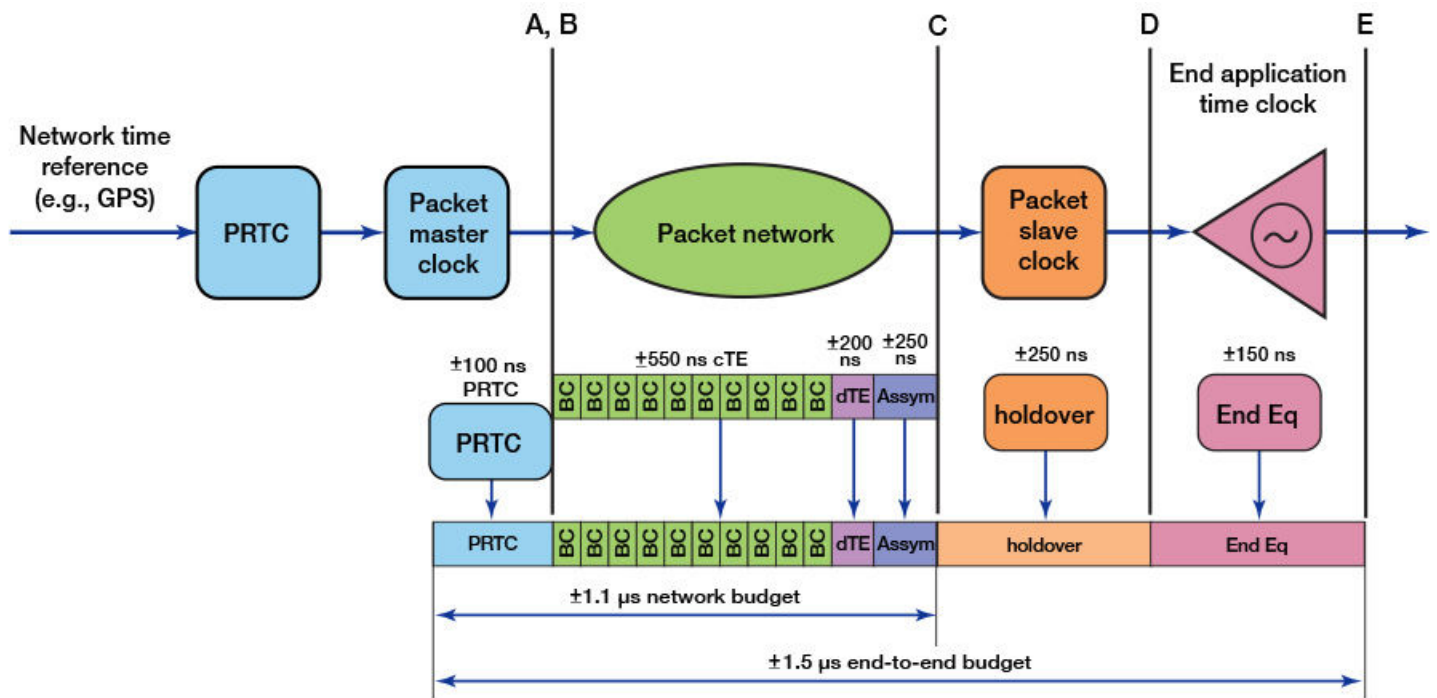 A, B
C
D
E
End application
time clock
Network time
reference
(e.g., GPS)
PRTC
Packet
master
clock
Packet network
Packet
slave
clock
±100 ns
PRTC
±550 ns cTE
±200
ns
±250
ns
±250 ns
±150 ns
PRTC
BC BC BC BC BC BC BC BC BC BC dTE Assym
holdover
End Eq
PRTC BC BC BC BC BC BC BC BC BC BC dTE Assym holdover End Eq
±1.1 µs network budget
±1.5 µs end-to-end budget